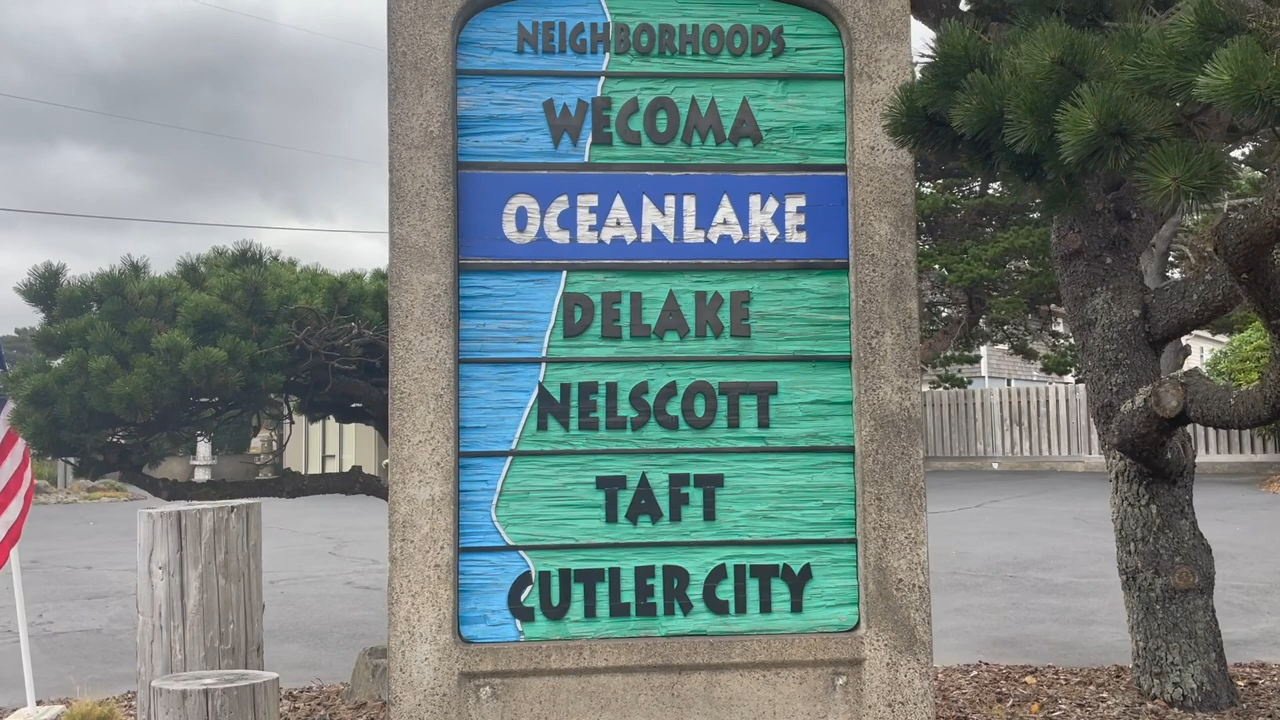 NEIGHBORHOODS
WECOMA
OCEANLAKE
DELAKE
NELSCOTT
TAFT
CUTLER CITY